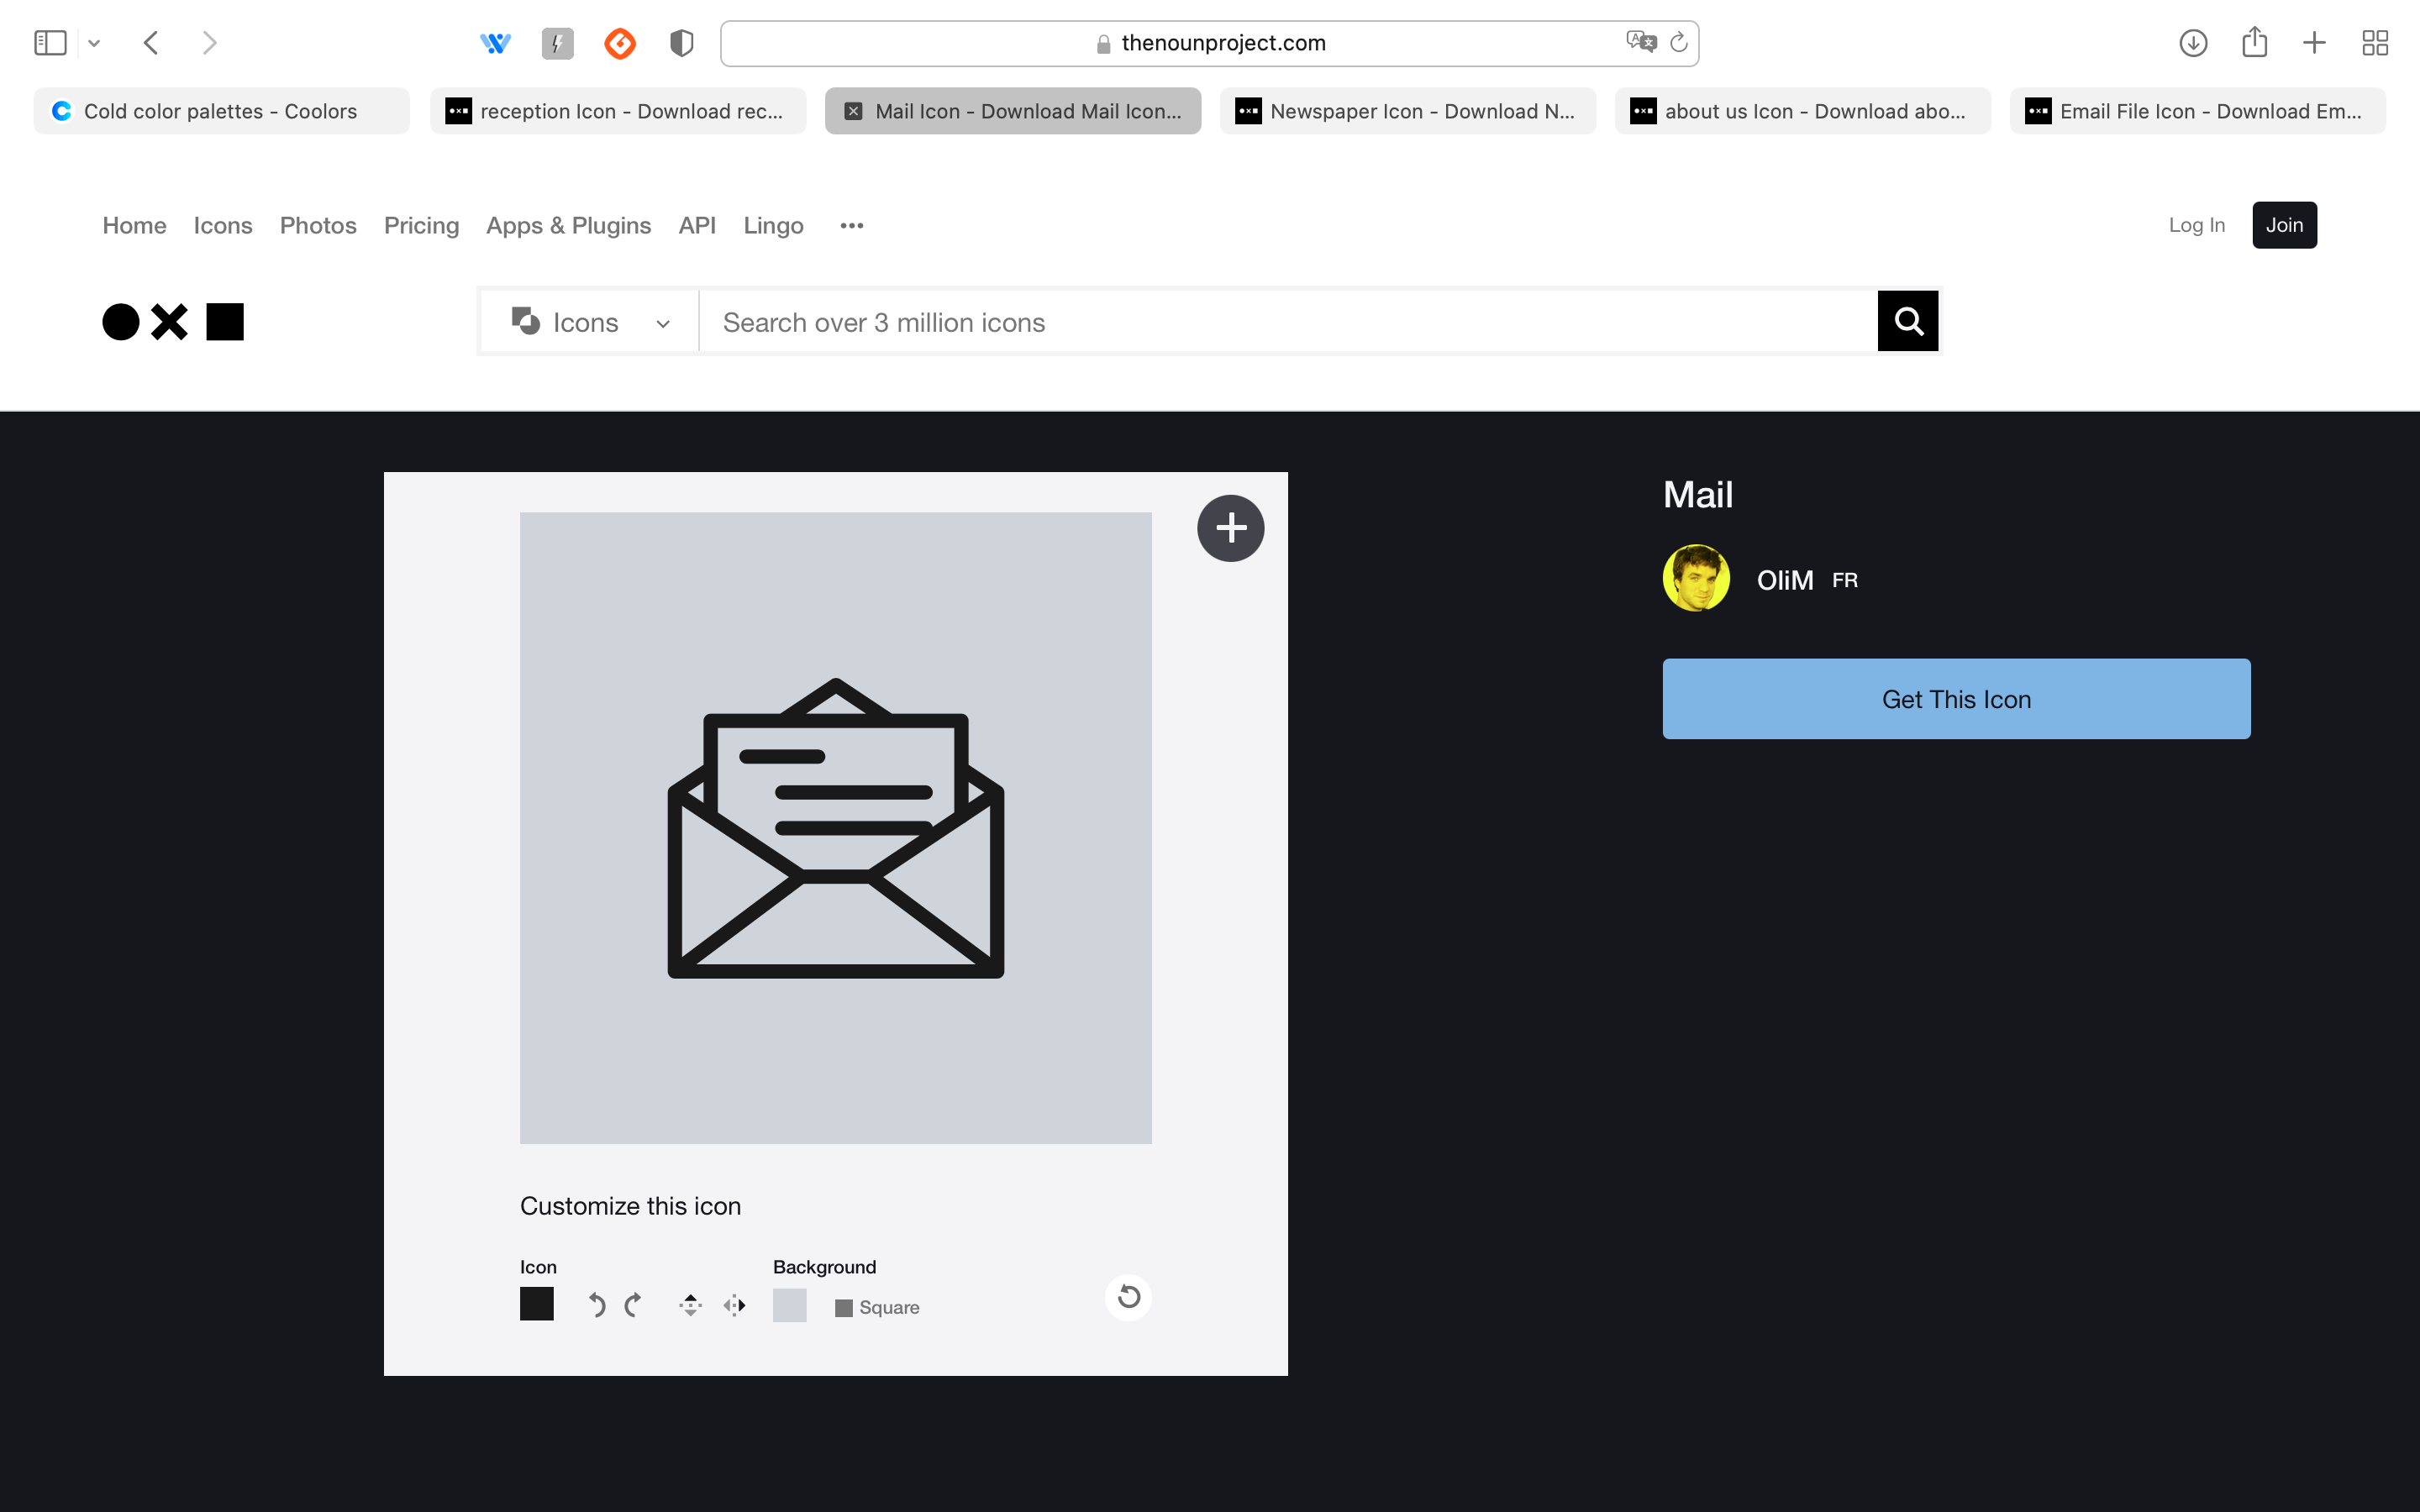 thenounproject.com
Cold color palettes - Coolors
reception Icon - Download rec...
Mail Icon - Download Mail Icon...
Newspaper Icon - Download N...
about us Icon - Download abo...
Email File Icon - Download Em...
Home Icons Photos Pricing Apps & Plugins API Lingo •••
Log In Join
Icons Search over 3 million icons
Mail
OliM FR
Get This Icon
Customize this icon
Icon Background
Square